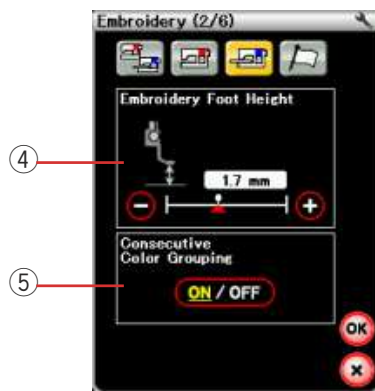 Embroidery (2/6)
Embroidery Foot Height
④
1.7 mm
Consecutive
Color Grouping
⑤
ON / OFF
OK